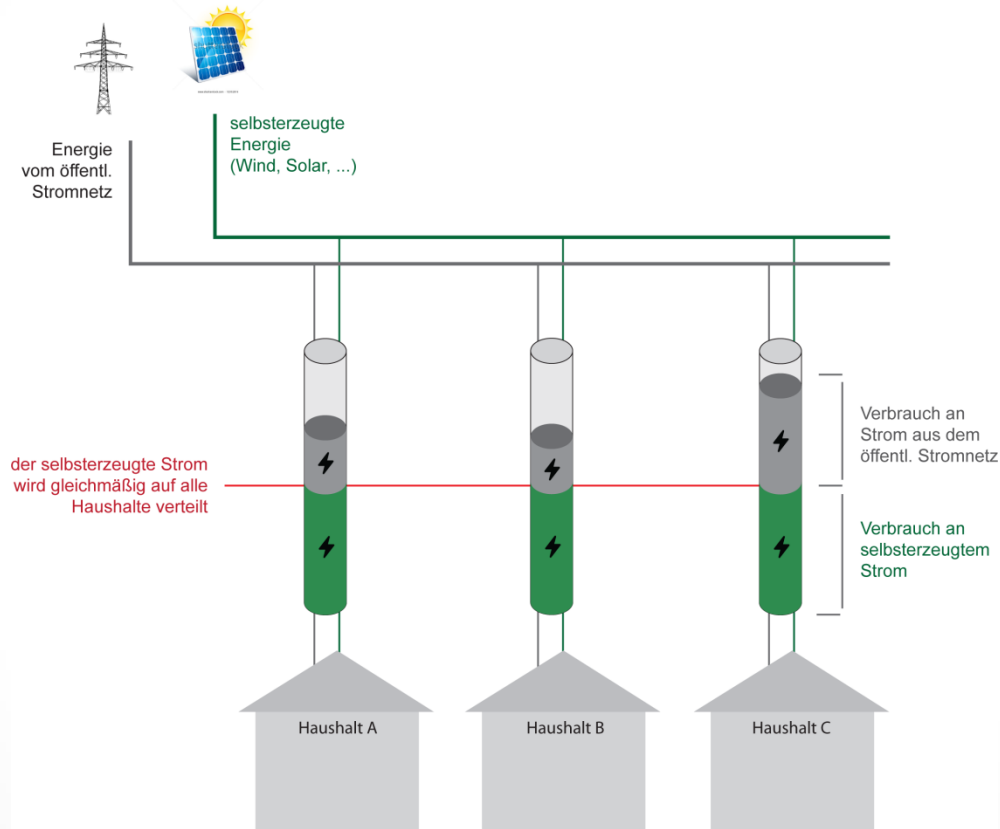 selbsterzeugte
Energie
(Wind, Solar, ...)
Energie
vom öffentl.
Stromnetz
der selbsterzeugte Strom
wird gleichmäßig auf alle
Haushalte verteilt
Verbrauch an
Strom aus dem
öffentl. Stromnetz
Verbrauch an
selbsterzeugtem
Strom
Haushalt A
Haushalt B
Haushalt C